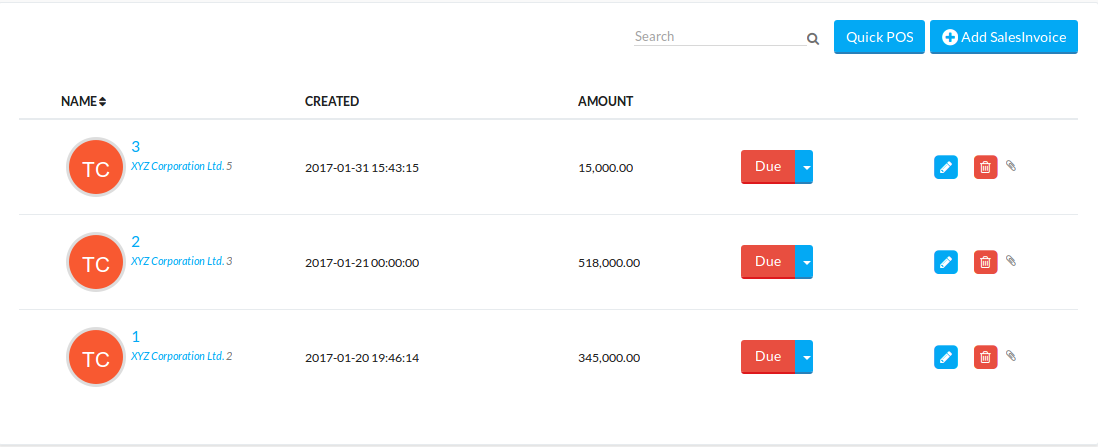 Search
Quick POS
Add SalesInvoice
NAME CREATED AMOUNT
TC
3
XYZ Corporation Ltd. 5
2017-01-31 15:43:15
15,000.00
Due
TC
2
XYZ Corporation Ltd. 3
2017-01-21 00:00:00
518,000.00
Due
TC
1
XYZ Corporation Ltd. 2
2017-01-20 19:46:14
345,000.00
Due